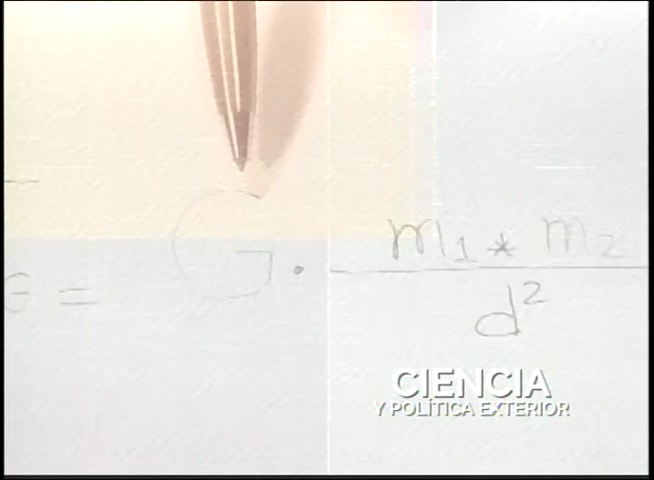 G = G · m₁ * m₂
d²
CIENCIA
Y POLÍTICA EXTERIOR